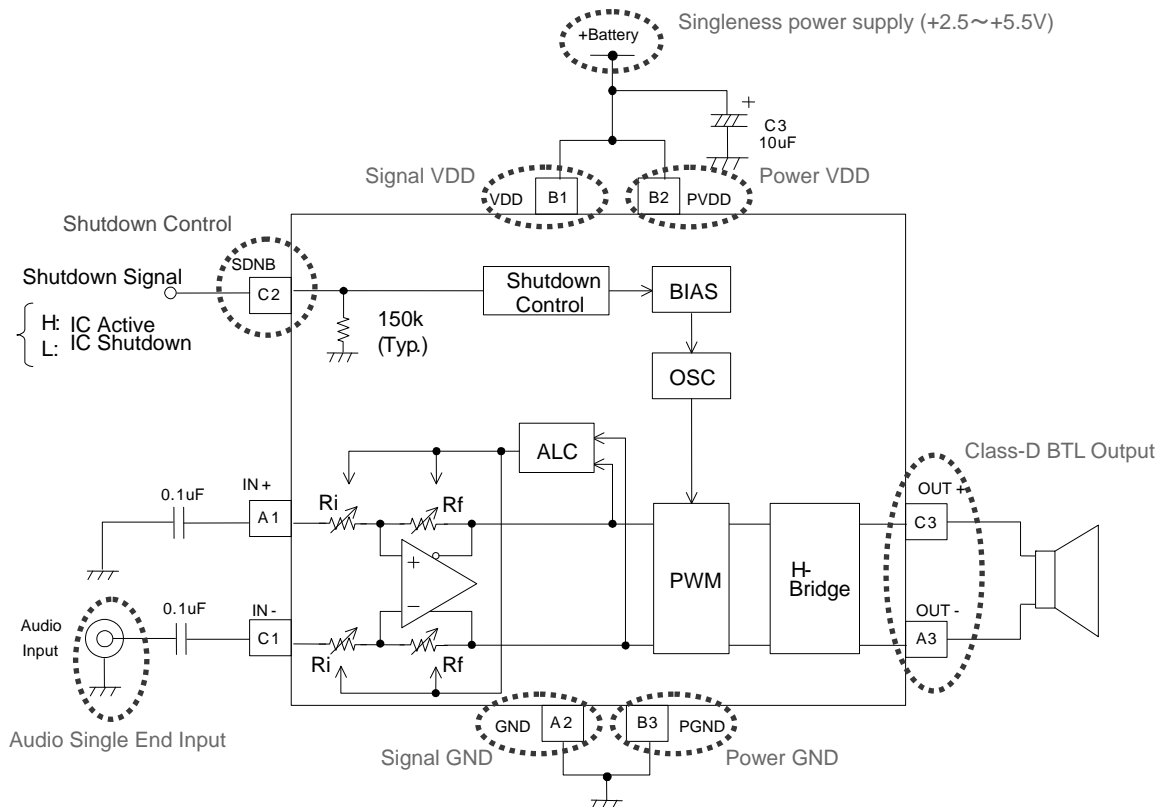 Singleness power supply (+2.5～+5.5V)
+Battery
+
C3
10uF
Signal VDD
Power VDD
VDD
B1
B2
PVDD
Shutdown Control
SDNB
Shutdown Signal
C2
H: IC Active
L: IC Shutdown
150k
(Typ.)
Shutdown
Control
BIAS
OSC
ALC
Class-D BTL Output
0.1uF
IN +
A1
Ri
Rf
OUT +
C3
+
PWM
H-
Bridge
0.1uF
IN -
−
OUT -
Audio
Input
C1
A3
Ri
Rf
GND
A2
B3
PGND
Audio Single End Input
Signal GND
Power GND